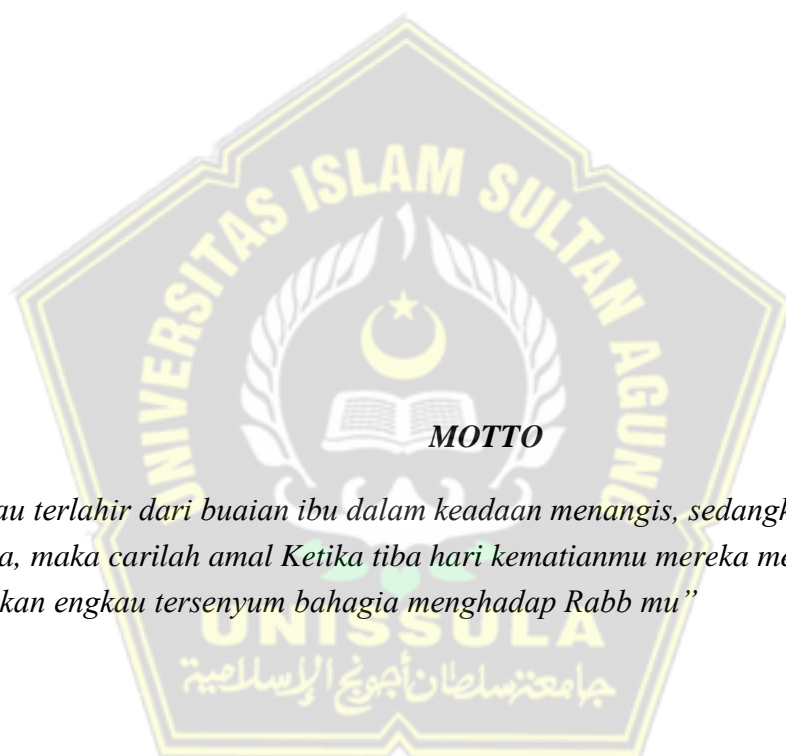 UNIVERSITAS ISLAM SULTAN AGUNG
MOTTO
au terlahir dari buaian ibu dalam keadaan menangis, sedangk
a, maka carilah amal Ketika tiba hari kematianmu mereka me
kan engkau tersenyum bahagia menghadap Rabb mu”
UNISSULA
جامعة سلطان أجونج الإسلامية